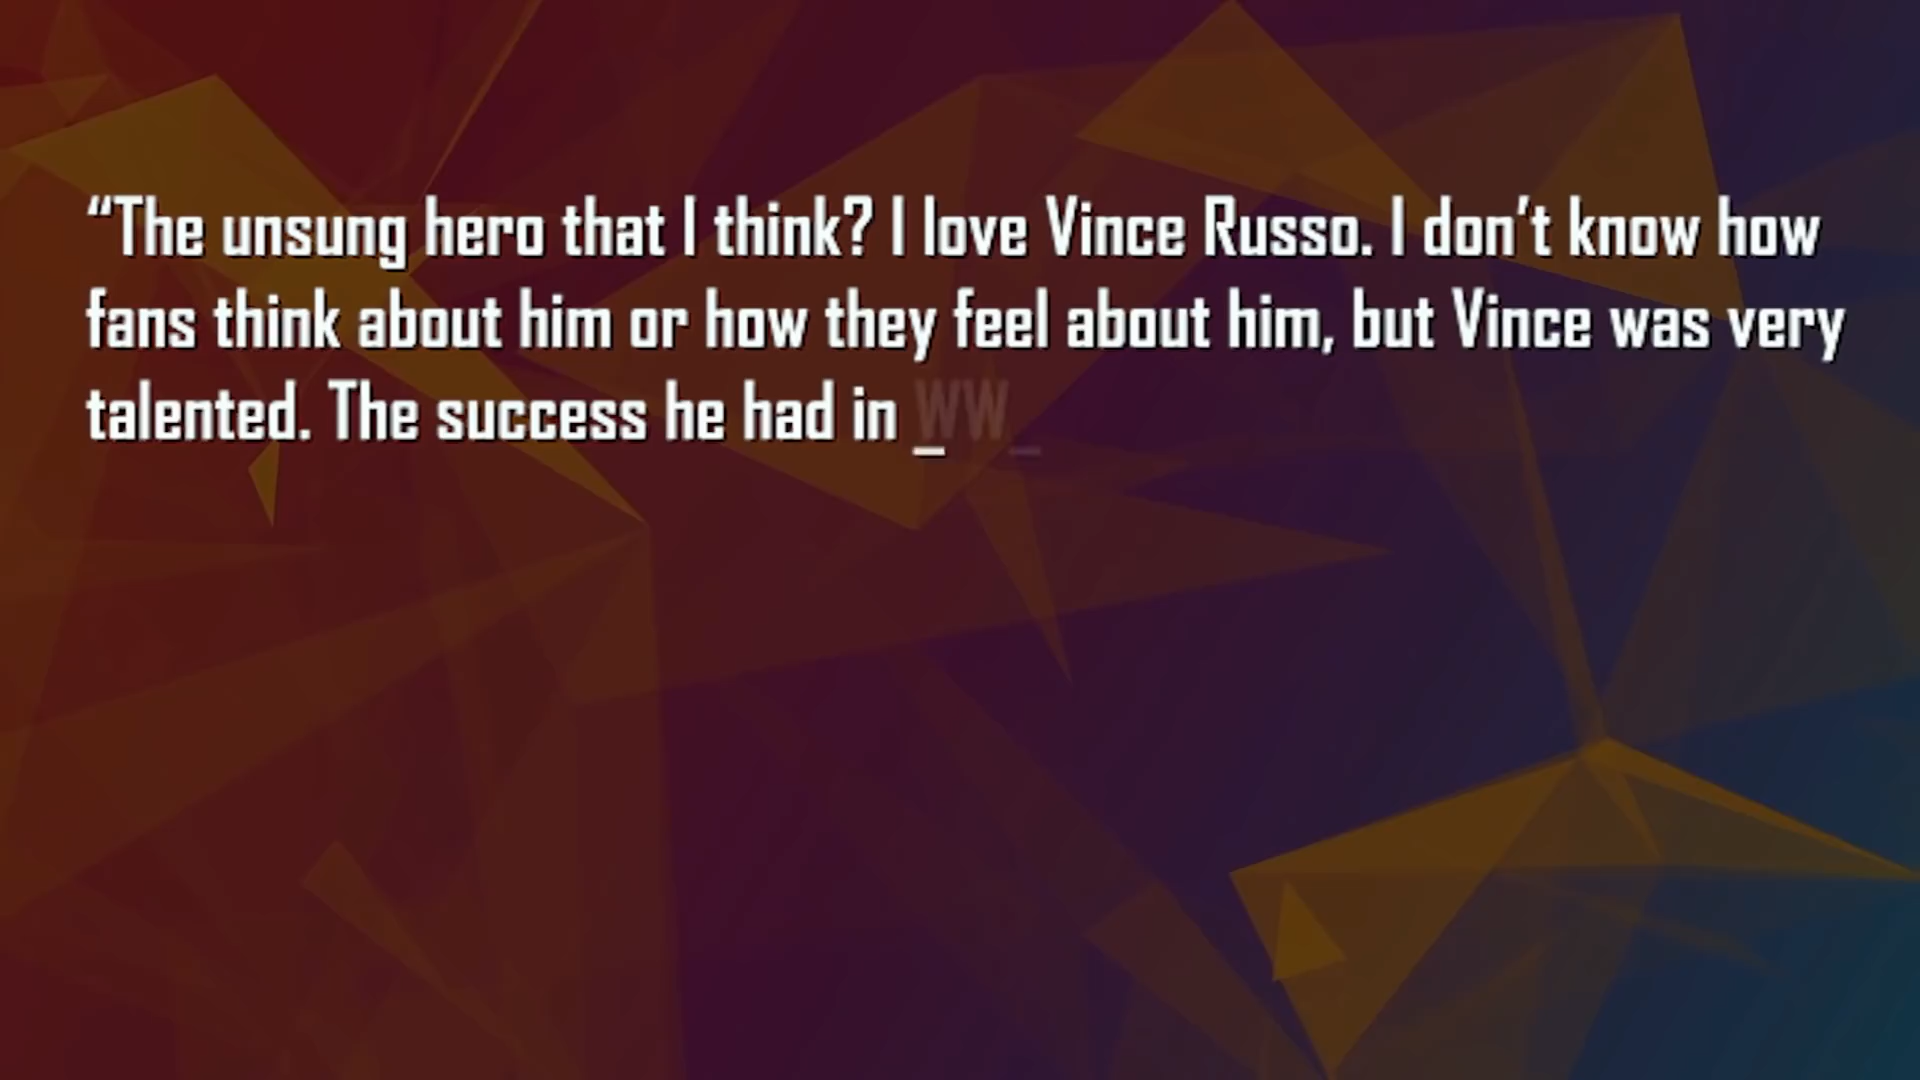 “The unsung hero that I think? I love Vince Russo. I don’t know how
fans think about him or how they feel about him, but Vince was very
talented. The success he had in WW_